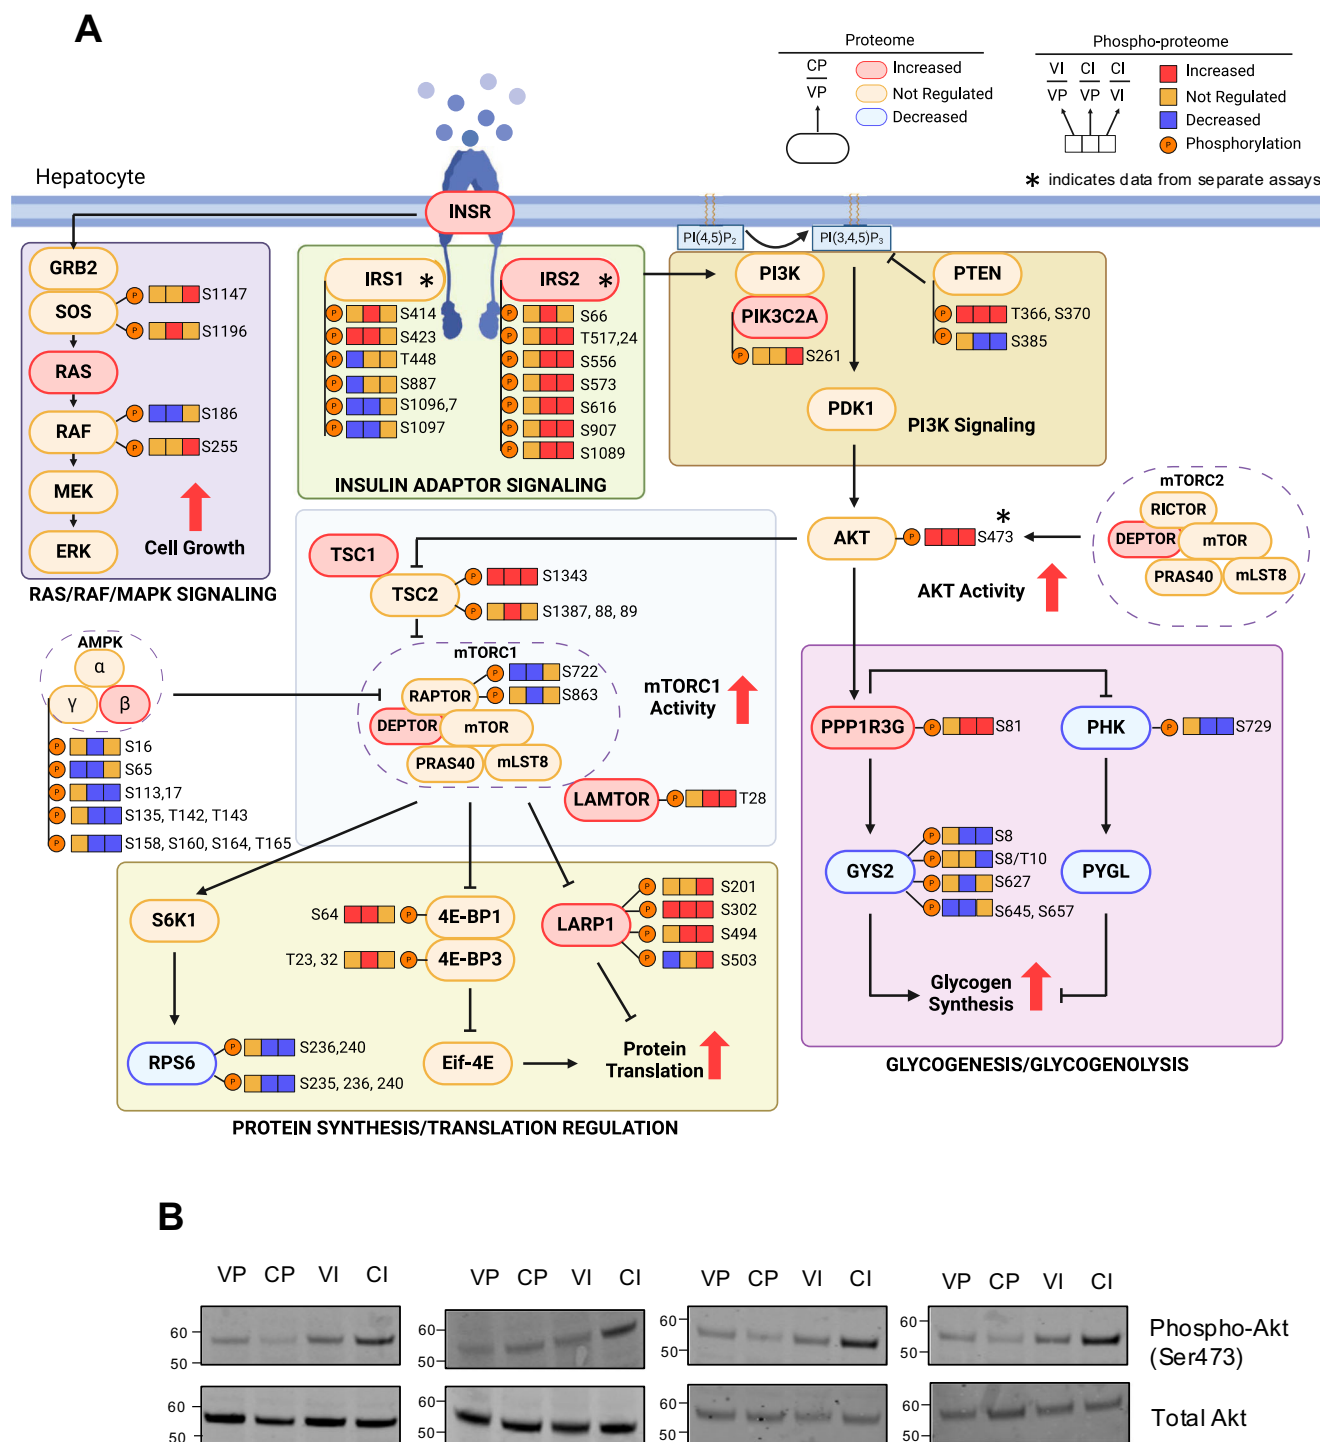 A
Proteome
CP
VP
Increased
Not Regulated
Decreased
Phospho-proteome
VI CI CI
VP VP VI
Increased
Not Regulated
Decreased
P Phosphorylation
* indicates data from separate assays
Hepatocyte
INSR
PI(4,5)P2
PI(3,4,5)P3
GRB2
SOS
P S1147
P S1196
RAS
RAF
P S186
P S255
MEK
ERK
Cell Growth
RAS/RAF/MAPK SIGNALING
IRS1 *
P S414
P S423
P T448
P S887
P S1096,7
P S1097
IRS2 *
P S66
P T517,24
P S556
P S573
P S616
P S907
P S1089
INSULIN ADAPTOR SIGNALING
PI3K
PIK3C2A
P S261
PTEN
P T366, S370
P S385
PDK1
PI3K Signaling
AKT
P S473
*
AKT Activity
mTORC2
RICTOR
DEPTOR
mTOR
PRAS40
mLST8
TSC1
TSC2
P S1343
P S1387, 88, 89
mTORC1
RAPTOR
P S722
P S863
DEPTOR
mTOR
PRAS40
mLST8
mTORC1
Activity
LAMTOR
P T28
AMPK
α
γ
β
P S16
P S65
P S113,17
P S135, T142, T143
P S158, S160, S164, T165
S6K1
RPS6
P S236,240
P S235, 236, 240
S64 P 4E-BP1
T23, 32 P 4E-BP3
Eif-4E
LARP1
P S201
P S302
P S494
P S503
Protein
Translation
PROTEIN SYNTHESIS/TRANSLATION REGULATION
PPP1R3G
P S81
PHK
P S729
GYS2
P S8
P S8/T10
P S627
P S645, S657
PYGL
Glycogen
Synthesis
GLYCOGENESIS/GLYCOGENOLYSIS
B
VP CP VI CI
VP CP VI CI
VP CP VI CI
VP CP VI CI
60
50
60
50
60
50
60
50
Phospho-Akt
(Ser473)
60
50
60
50
60
50
60
50
Total Akt